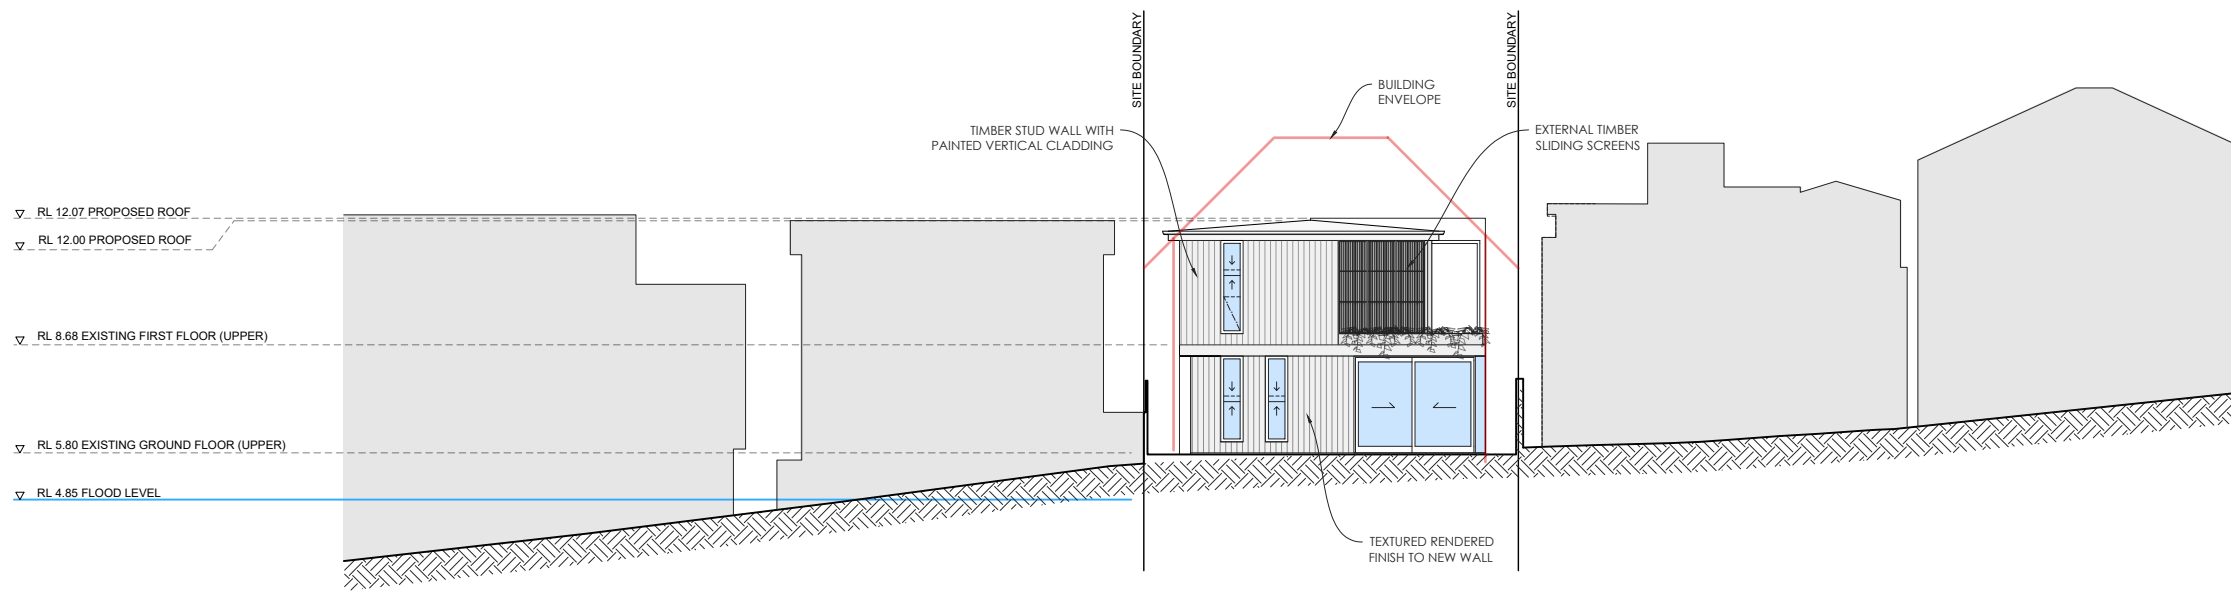 SITE BOUNDARY
SITE BOUNDARY
BUILDING
ENVELOPE
TIMBER STUD WALL WITH
PAINTED VERTICAL CLADDING
EXTERNAL TIMBER
SLIDING SCREENS
RL 12.07 PROPOSED ROOF
RL 12.00 PROPOSED ROOF
RL 8.68 EXISTING FIRST FLOOR (UPPER)
RL 5.80 EXISTING GROUND FLOOR (UPPER)
RL 4.85 FLOOD LEVEL
TEXTURED RENDERED
FINISH TO NEW WALL